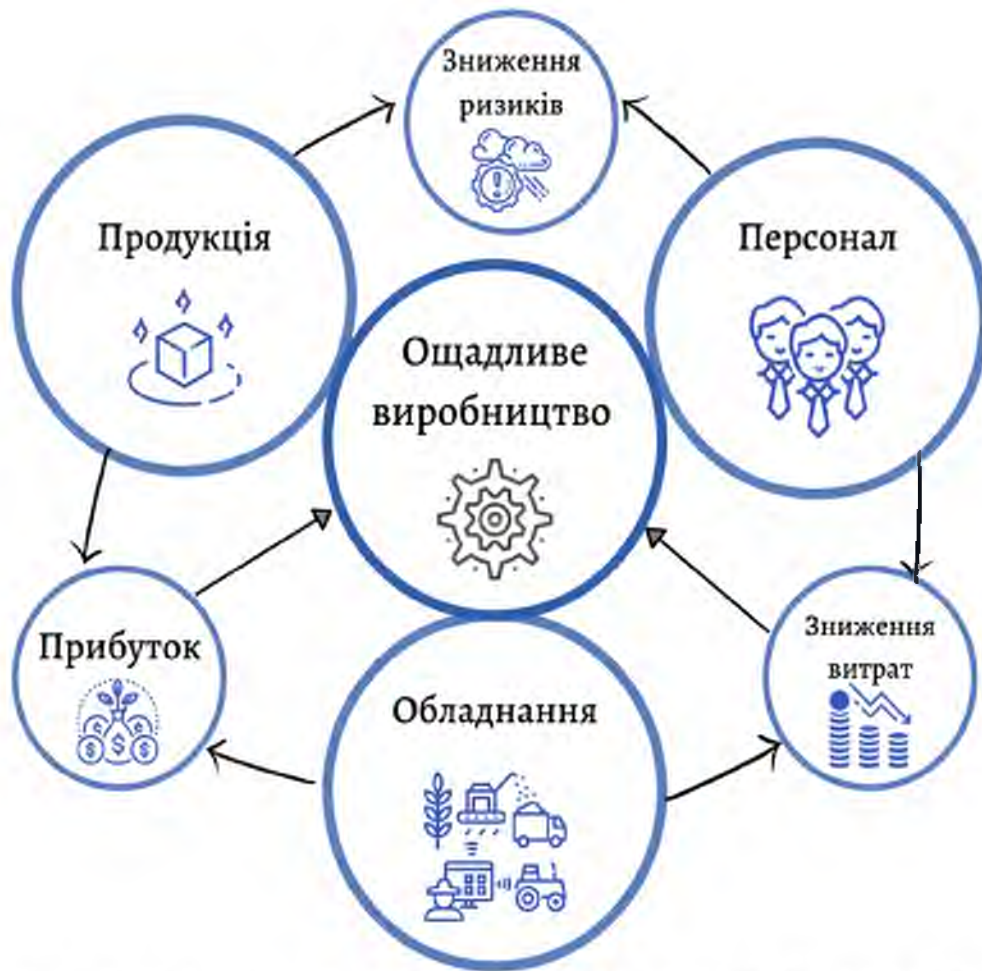 Зниження
ризиків
Продукція
Персонал
Ощадливе
виробництво
Прибуток
Зниження
витрат
Обладнання